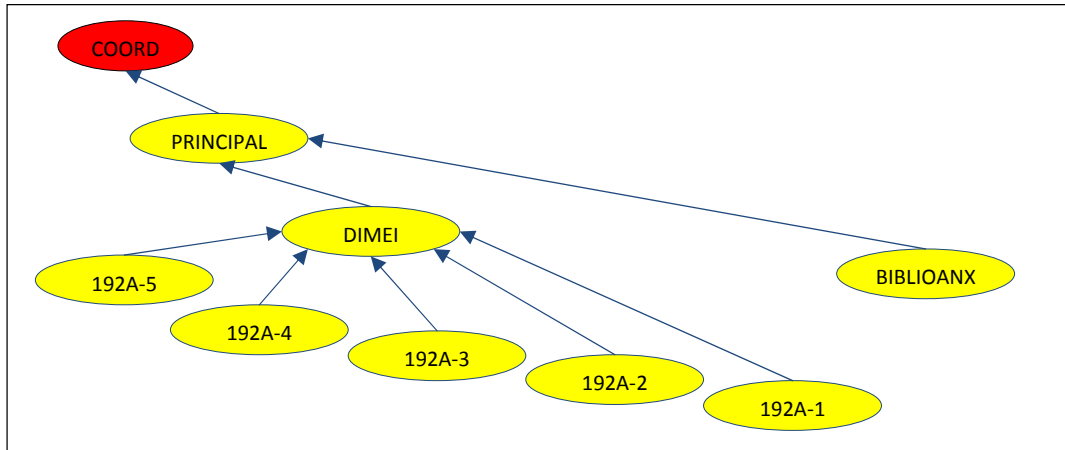 COORD
PRINCIPAL
DIMEI
BIBLIOANX
192A-5
192A-4
192A-3
192A-2
192A-1